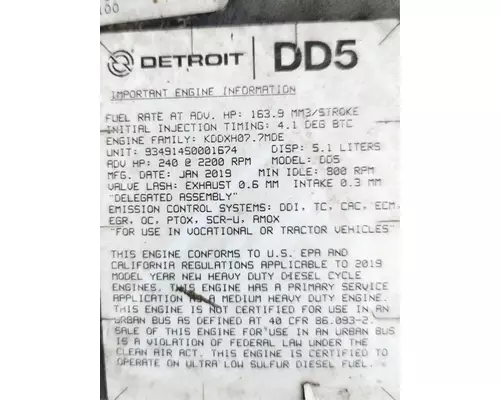 100
DETROIT DD5
IMPORTANT ENGINE INFORMATION
FUEL RATE AT ADV. HP: 163.9 MM3/STROKE
INITIAL INJECTION TIMING: 4.1 DEG BTC
ENGINE FAMILY: KDDXH07.7MDE
UNIT: 93491450001674 DISP: 5.1 LITERS
ADV HP: 240 @ 2200 RPM MODEL: DD5
MFG. DATE: JAN 2019 MIN IDLE: 800 RPM
VALVE LASH: EXHAUST 0.6 MM INTAKE 0.3 MM
"DELEGATED ASSEMBLY"
EMISSION CONTROL SYSTEMS: DDI, TC, CAC, ECM,
EGR, OC, PTOX, SCR-U, AMOX
"FOR USE IN VOCATIONAL OR TRACTOR VEHICLES"
THIS ENGINE CONFORMS TO U.S. EPA AND
CALIFORNIA REGULATIONS APPLICABLE TO 2019
MODEL YEAR NEW HEAVY DUTY DIESEL CYCLE
ENGINES. THIS ENGINE HAS A PRIMARY SERVICE
APPLICATION AS A MEDIUM HEAVY DUTY ENGINE.
THIS ENGINE IS NOT CERTIFIED FOR USE IN AN
URBAN BUS AS DEFINED AT 40 CFR 86.093-2.
SALE OF THIS ENGINE FOR USE IN AN URBAN BUS
IS A VIOLATION OF FEDERAL LAW UNDER THE
CLEAN AIR ACT. THIS ENGINE IS CERTIFIED TO
OPERATE ON ULTRA LOW SULFUR DIESEL FUEL.